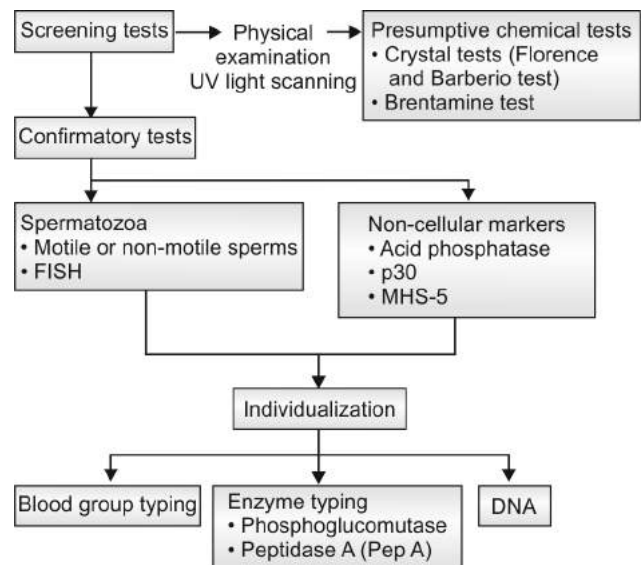 Screening tests
Physical
examination
UV light scanning
Presumptive chemical tests
• Crystal tests (Florence
and Barberio test)
• Brentamine test
Confirmatory tests
Spermatozoa
• Motile or non-motile sperms
• FISH
Non-cellular markers
• Acid phosphatase
• p30
• MHS-5
Individualization
Blood group typing
Enzyme typing
• Phosphoglucomutase
• Peptidase A (Pep A)
DNA